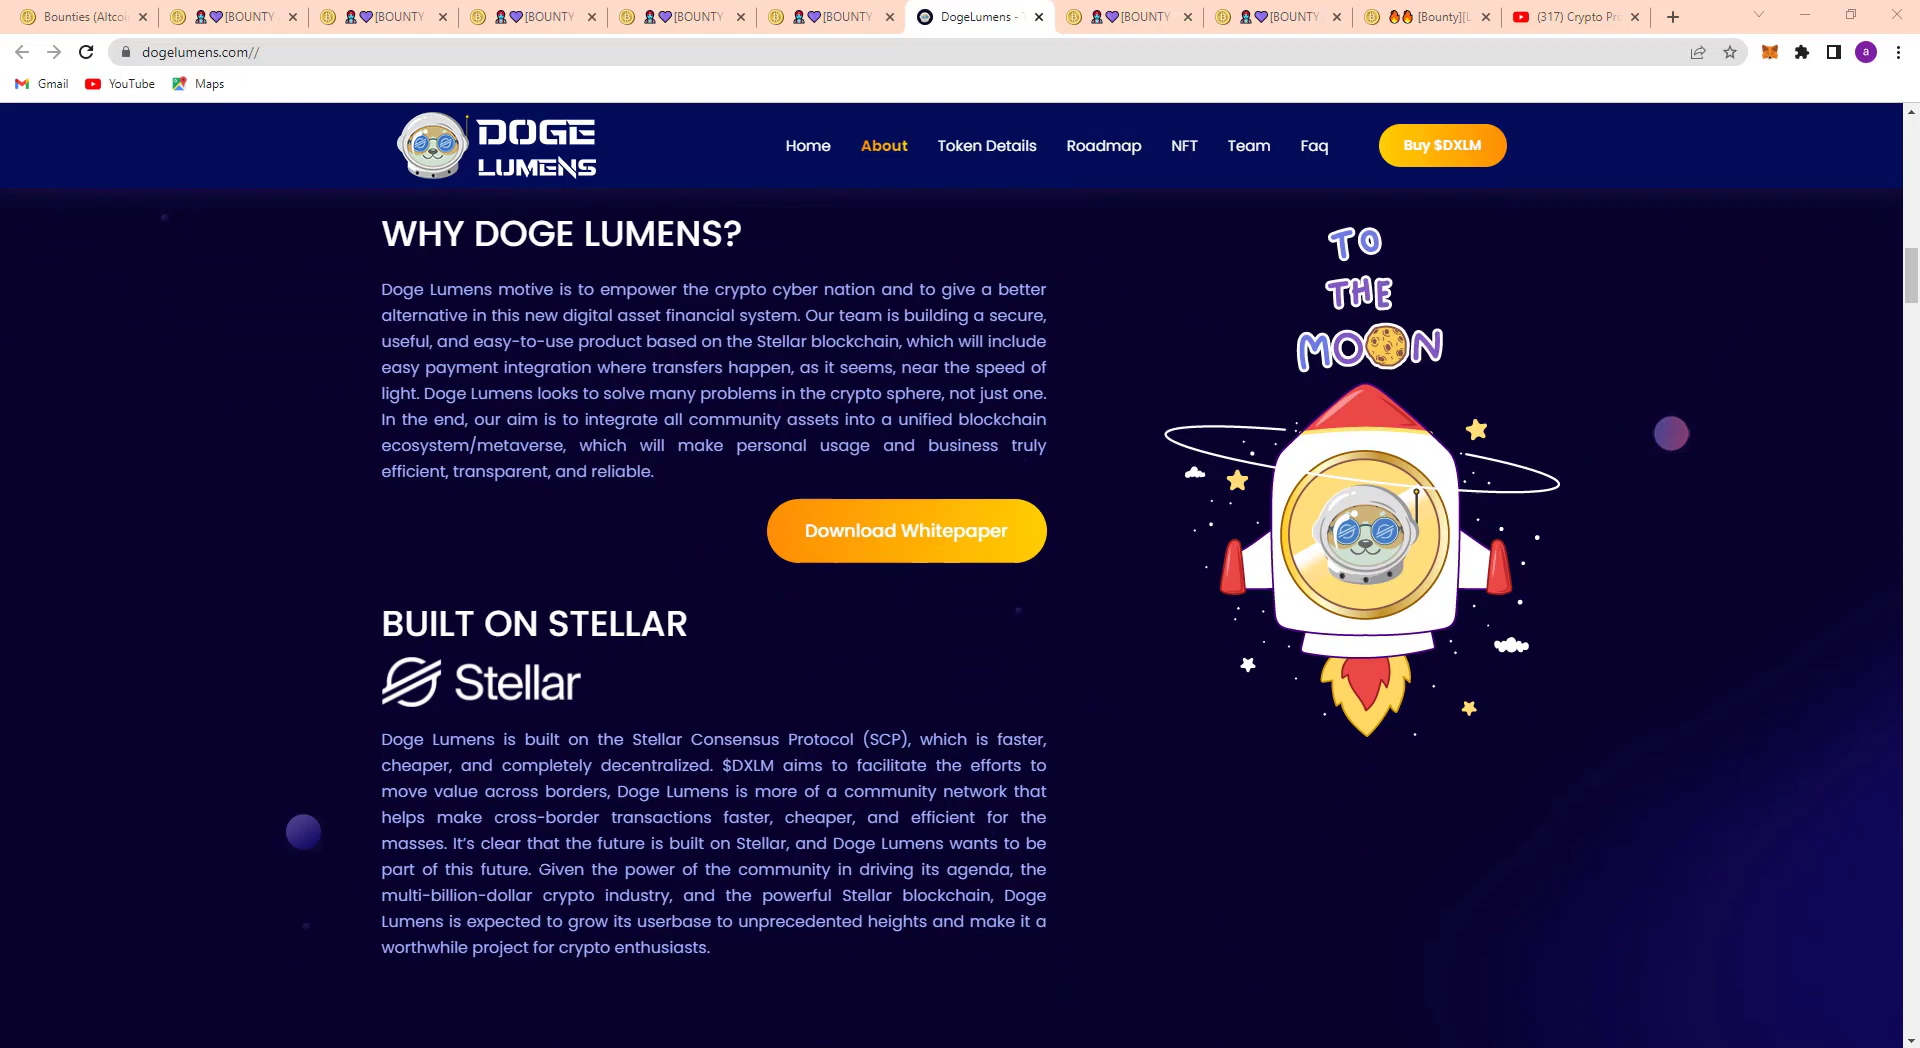 Bounties (Altcoi
[BOUNTY
[BOUNTY
[BOUNTY
[BOUNTY
[BOUNTY
DogeLumens - T
[BOUNTY
[BOUNTY
[Bounty][L
(317) Crypto Pr
dogelumens.com//
a
Gmail
YouTube
Maps
DOGE
LUMENS
Home
About
Token Details
Roadmap
NFT
Team
Faq
Buy $DXLM
WHY DOGE LUMENS?
Doge Lumens motive is to empower the crypto cyber nation and to give a better
alternative in this new digital asset financial system. Our team is building a secure,
useful, and easy-to-use product based on the Stellar blockchain, which will include
easy payment integration where transfers happen, as it seems, near the speed of
light. Doge Lumens looks to solve many problems in the crypto sphere, not just one.
In the end, our aim is to integrate all community assets into a unified blockchain
ecosystem/metaverse, which will make personal usage and business truly
efficient, transparent, and reliable.
Download Whitepaper
TO
THE
MOON
BUILT ON STELLAR
Stellar
Doge Lumens is built on the Stellar Consensus Protocol (SCP), which is faster,
cheaper, and completely decentralized. $DXLM aims to facilitate the efforts to
move value across borders, Doge Lumens is more of a community network that
helps make cross-border transactions faster, cheaper, and efficient for the
masses. It’s clear that the future is built on Stellar, and Doge Lumens wants to be
part of this future. Given the power of the community in driving its agenda, the
multi-billion-dollar crypto industry, and the powerful Stellar blockchain, Doge
Lumens is expected to grow its userbase to unprecedented heights and make it a
worthwhile project for crypto enthusiasts.